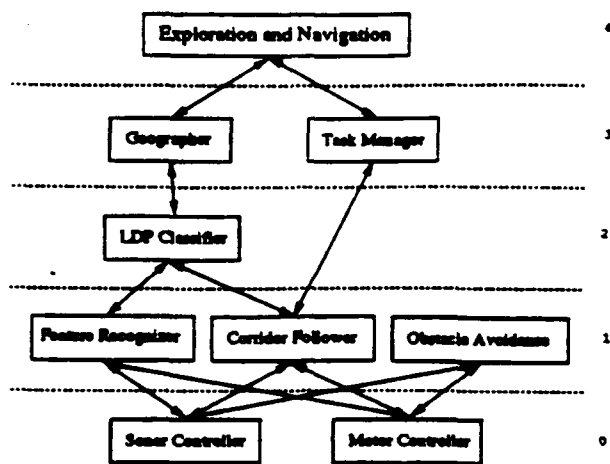 Exploration and Navigation
4
Geographer
Task Manager
3
LDP Classifier
2
Feature Recognizer
Corridor Follower
Obstacle Avoidance
1
Sonar Controller
Motor Controller
0